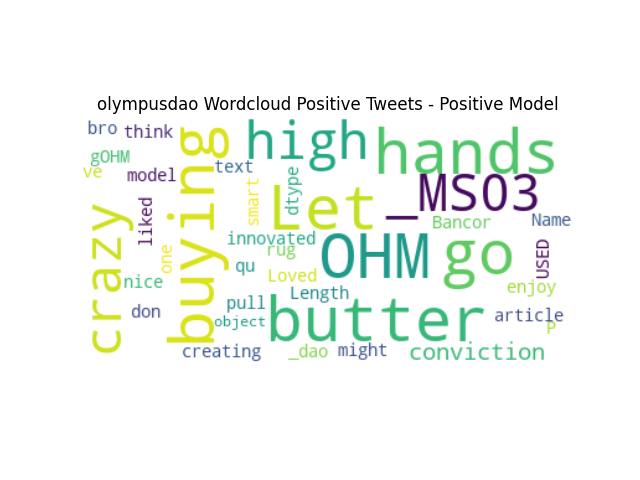 olympusdao Wordcloud Positive Tweets - Positive Model
bro
think
high
hands
gOHM
ve
model
text
buying
smart
dtype
Let
_MS03
liked
Bancor
Name
crazy
one
innovated
rug
OHM
go
USED
qu
Loved
nice
Length
enjoy
don
pull
object
butter
article
P
creating
_dao
might
conviction